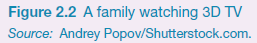 Figure 2.2 A family watching 3D TV
Source: Andrey Popov/Shutterstock.com.